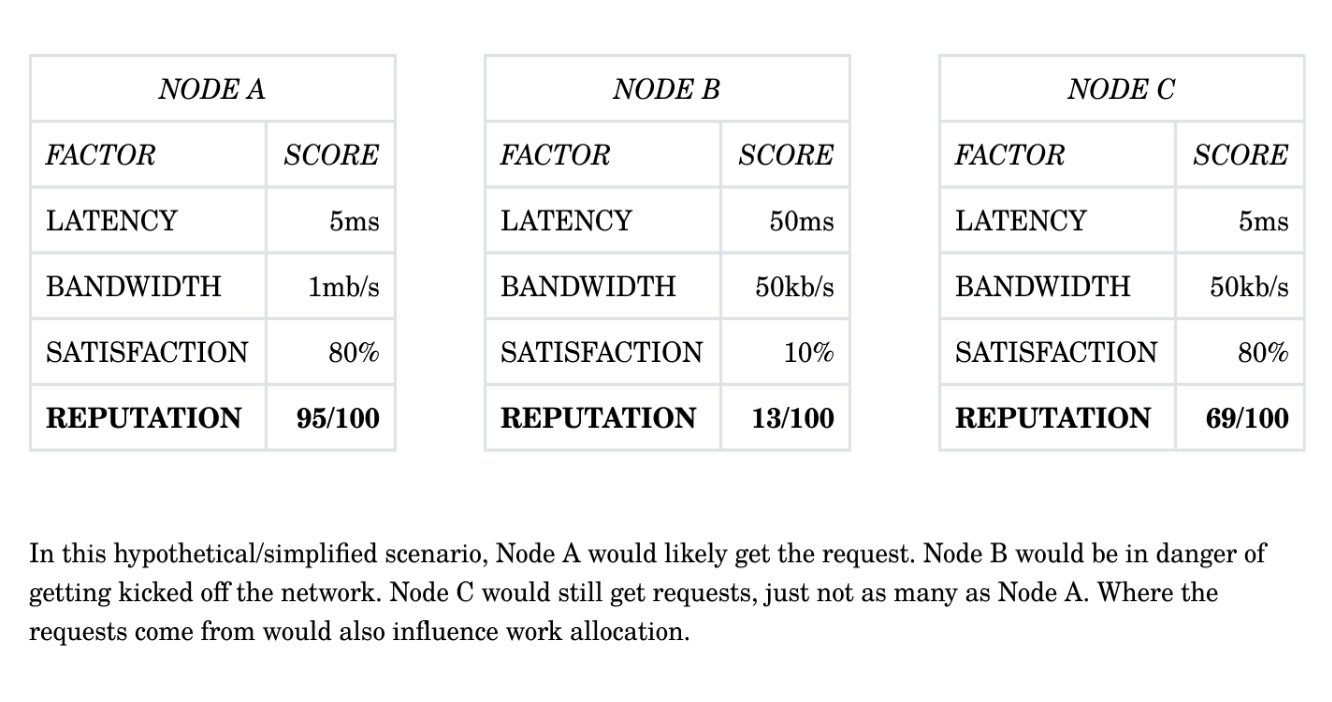 NODE A
FACTOR SCORE
LATENCY 5ms
BANDWIDTH 1mb/s
SATISFACTION 80%
REPUTATION 95/100
NODE B
FACTOR SCORE
LATENCY 50ms
BANDWIDTH 50kb/s
SATISFACTION 10%
REPUTATION 13/100
NODE C
FACTOR SCORE
LATENCY 5ms
BANDWIDTH 50kb/s
SATISFACTION 80%
REPUTATION 69/100
In this hypothetical/simplified scenario, Node A would likely get the request. Node B would be in danger of
getting kicked off the network. Node C would still get requests, just not as many as Node A. Where the
requests come from would also influence work allocation.